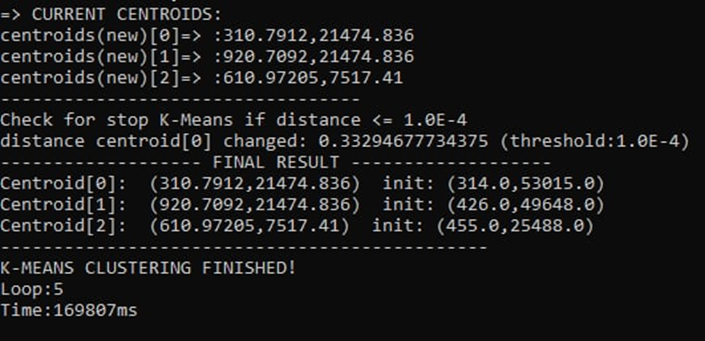 => CURRENT CENTROIDS:
centroids(new)[0]=> :310.7912,21474.836
centroids(new)[1]=> :920.7092,21474.836
centroids(new)[2]=> :610.97205,7517.41
----------------------------------
Check for stop K-Means if distance <= 1.0E-4
distance centroid[0] changed: 0.33294677734375 (threshold:1.0E-4)
------------------- FINAL RESULT -------------------
Centroid[0]:  (310.7912,21474.836)  init: (314.0,53015.0)
Centroid[1]:  (920.7092,21474.836)  init: (426.0,49648.0)
Centroid[2]:  (610.97205,7517.41)  init: (455.0,25488.0)
----------------------------------------------
K-MEANS CLUSTERING FINISHED!
Loop:5
Time:169807ms